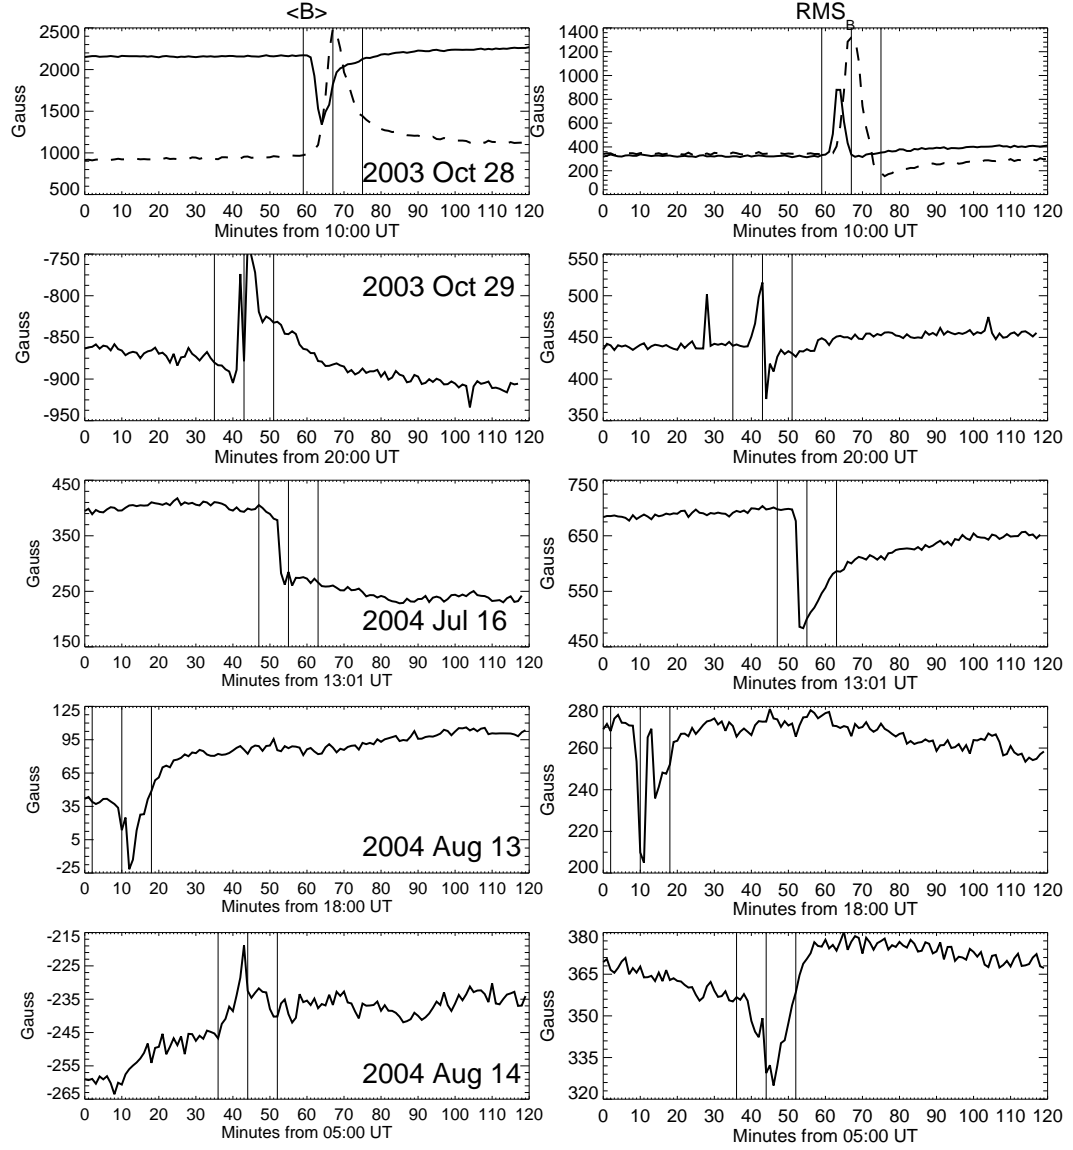 <B>
RMS
B
2500
2000
1500
1000
500
Gauss
2003 Oct 28
0 10 20 30 40 50 60 70 80 90 100 110 120
Minutes from 10:00 UT
1400
1200
1000
800
600
400
200
0
Gauss
0 10 20 30 40 50 60 70 80 90 100 110 120
Minutes from 10:00 UT
-750
-800
-850
-900
-950
Gauss
2003 Oct 29
0 10 20 30 40 50 60 70 80 90 100 110 120
Minutes from 20:00 UT
550
500
450
400
350
Gauss
0 10 20 30 40 50 60 70 80 90 100 110 120
Minutes from 20:00 UT
450
350
250
150
Gauss
2004 Jul 16
0 10 20 30 40 50 60 70 80 90 100 110 120
Minutes from 13:01 UT
750
650
550
450
Gauss
0 10 20 30 40 50 60 70 80 90 100 110 120
Minutes from 13:01 UT
125
95
65
35
5
-25
Gauss
2004 Aug 13
0 10 20 30 40 50 60 70 80 90 100 110 120
Minutes from 18:00 UT
280
260
240
220
200
Gauss
0 10 20 30 40 50 60 70 80 90 100 110 120
Minutes from 18:00 UT
-215
-225
-235
-245
-255
-265
Gauss
2004 Aug 14
0 10 20 30 40 50 60 70 80 90 100 110 120
Minutes from 05:00 UT
380
365
350
335
320
Gauss
0 10 20 30 40 50 60 70 80 90 100 110 120
Minutes from 05:00 UT